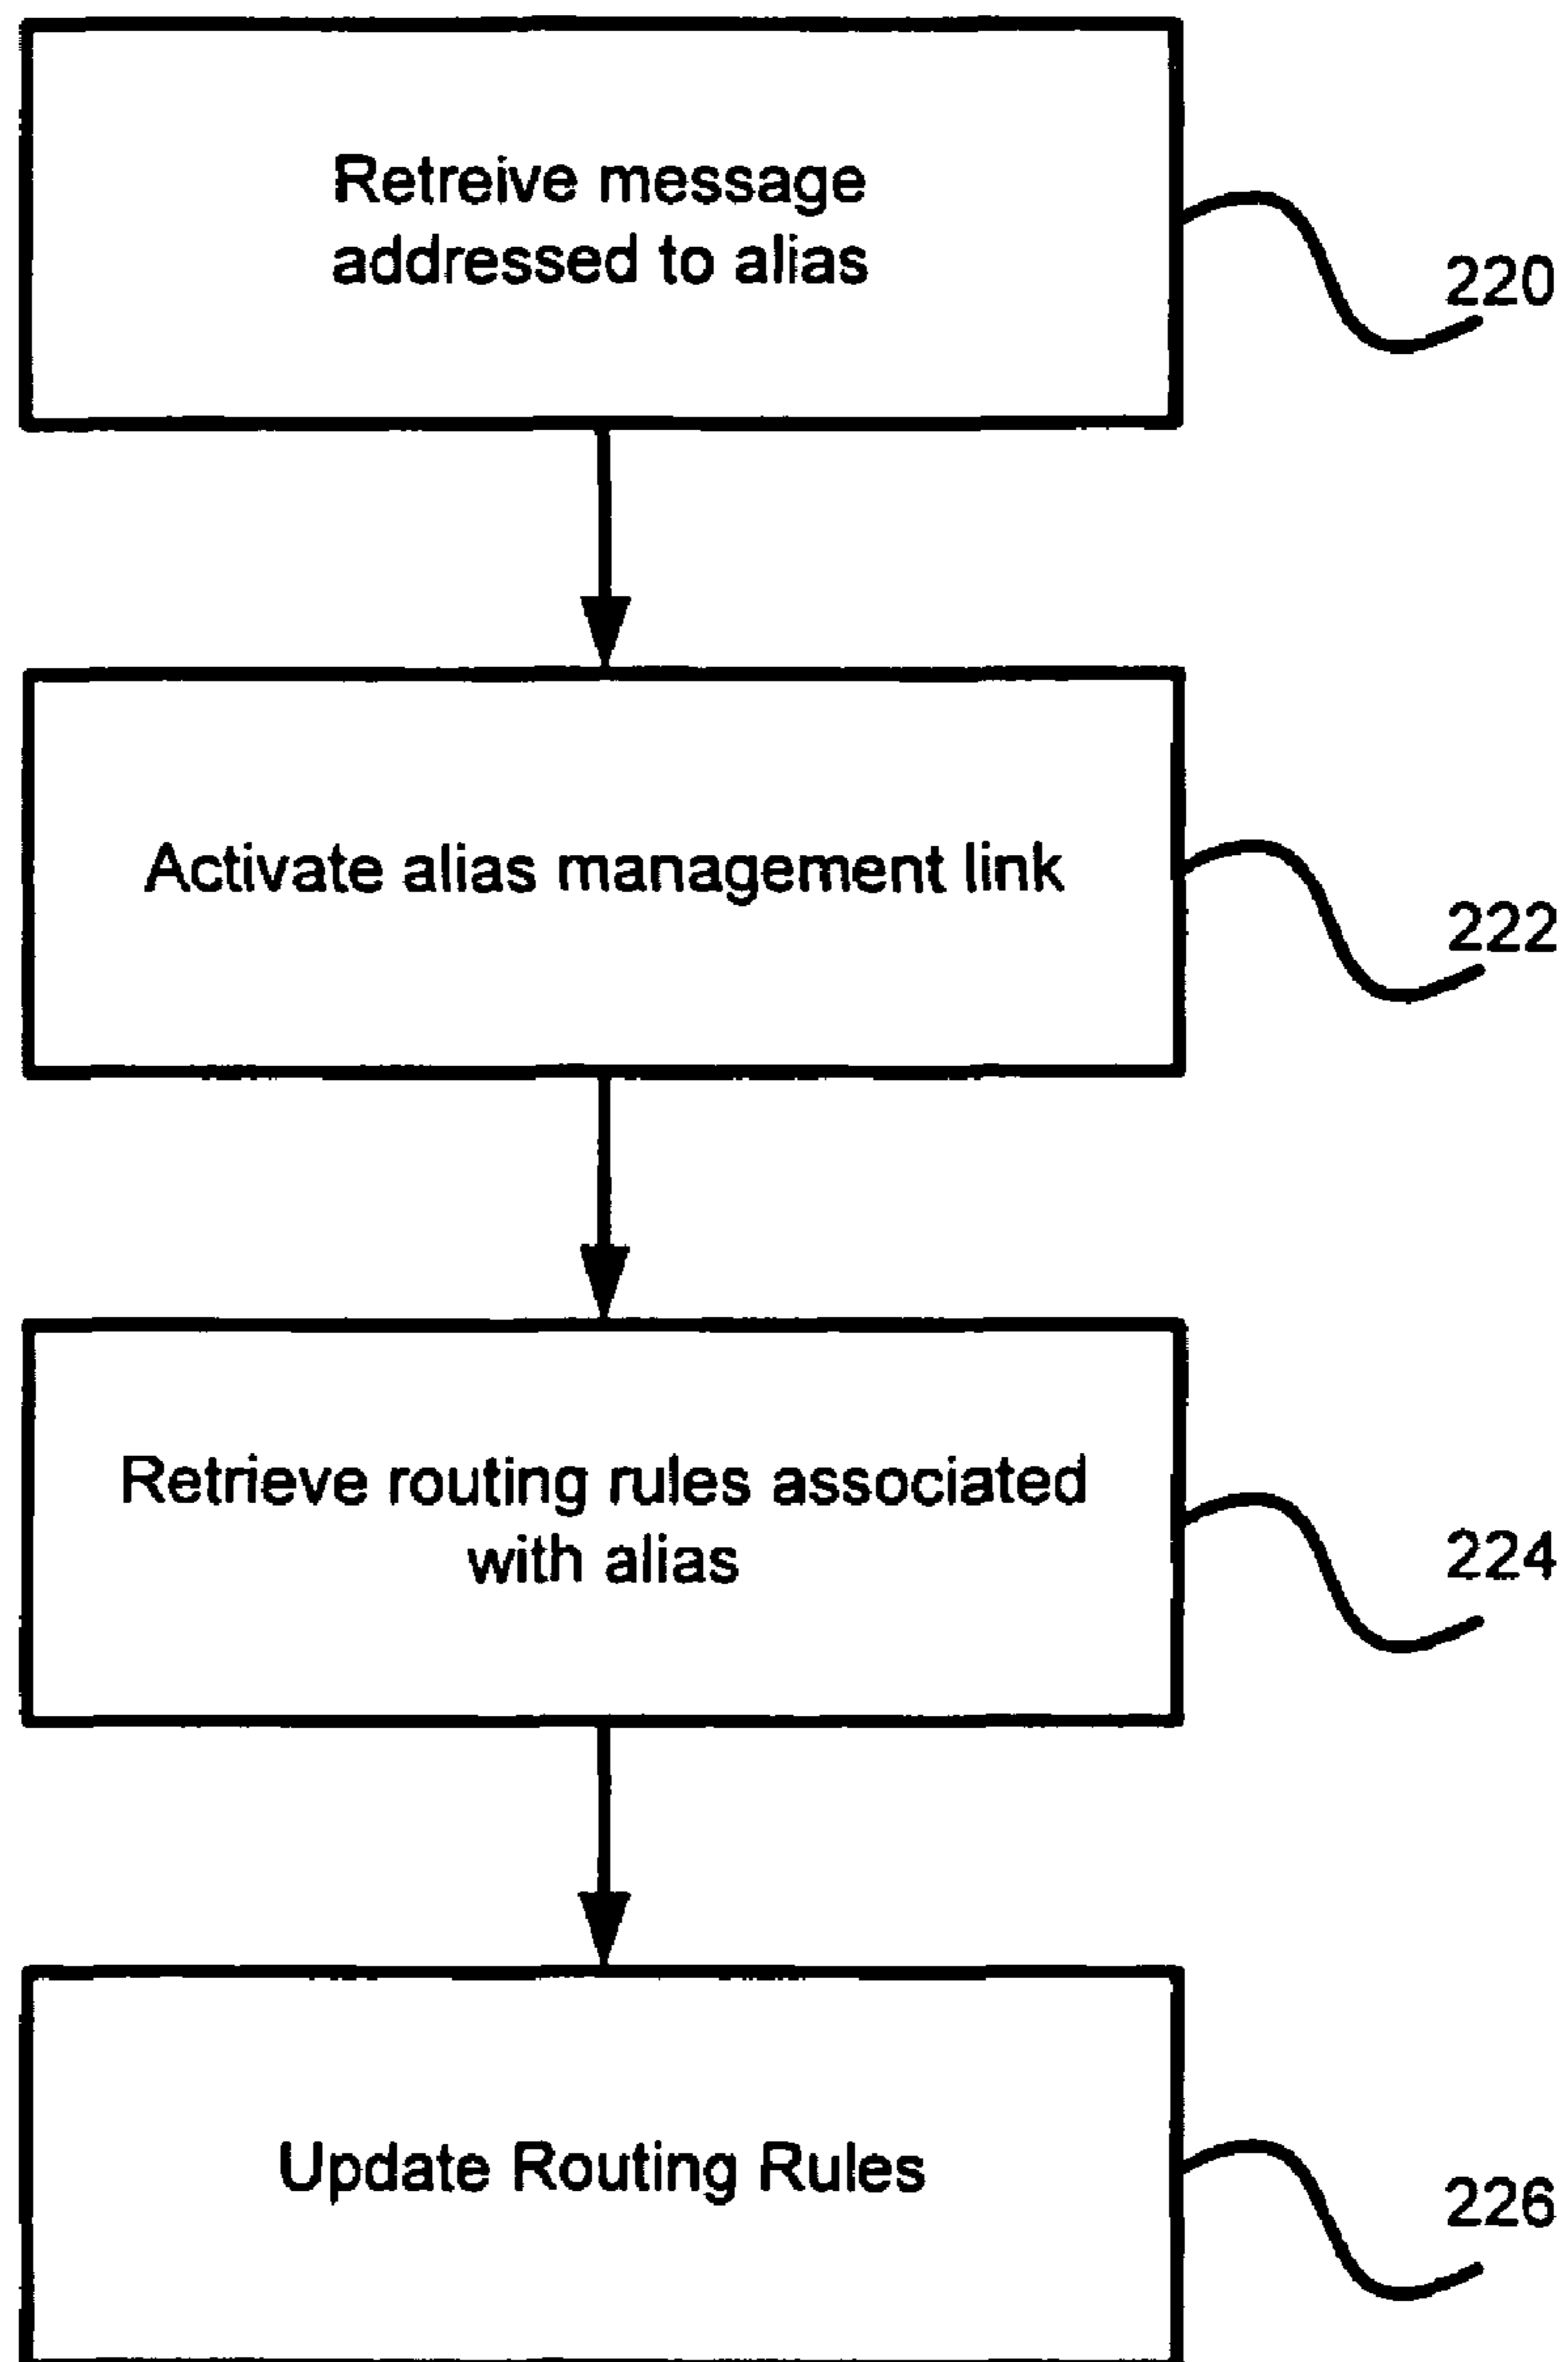 Retreive message
addressed to alias
220
Activate alias management link
222
Retrieve routing rules associated
with alias
224
Update Routing Rules
226